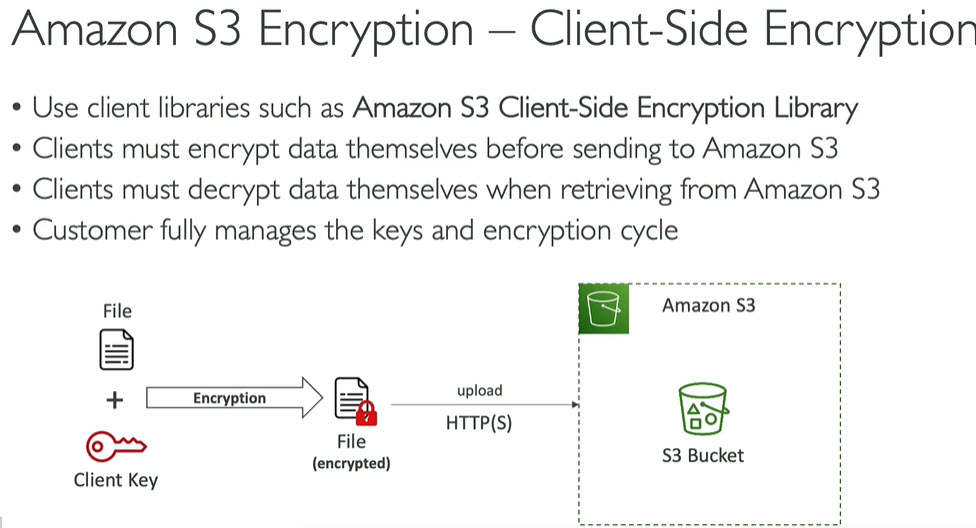 Amazon S3 Encryption – Client-Side Encryption
• Use client libraries such as Amazon S3 Client-Side Encryption Library
• Clients must encrypt data themselves before sending to Amazon S3
• Clients must decrypt data themselves when retrieving from Amazon S3
• Customer fully manages the keys and encryption cycle
File
+
Client Key
Encryption
File
(encrypted)
upload
HTTP(S)
Amazon S3
S3 Bucket